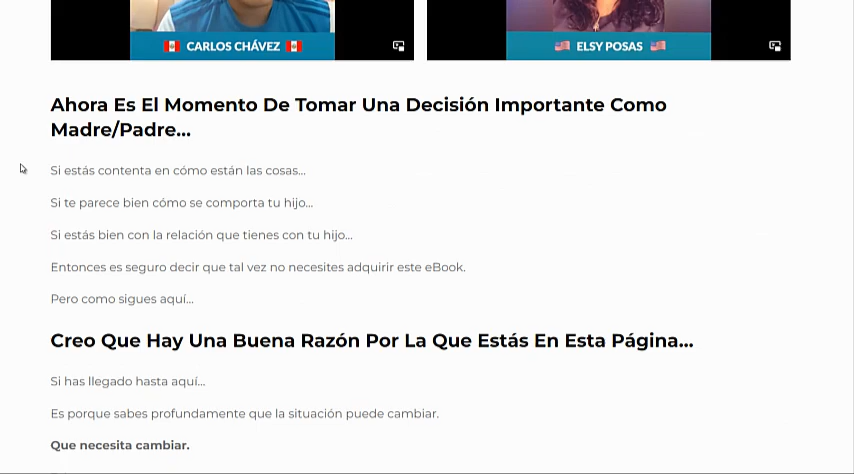 CARLOS CHÁVEZ
ELSY POSAS
Ahora Es El Momento De Tomar Una Decisión Importante Como
Madre/Padre...
Si estás contenta en cómo están las cosas...
Si te parece bien cómo se comporta tu hijo...
Si estás bien con la relación que tienes con tu hijo...
Entonces es seguro decir que tal vez no necesites adquirir este eBook.
Pero como sigues aquí...
Creo Que Hay Una Buena Razón Por La Que Estás En Esta Página...
Si has llegado hasta aquí...
Es porque sabes profundamente que la situación puede cambiar.
Que necesita cambiar.